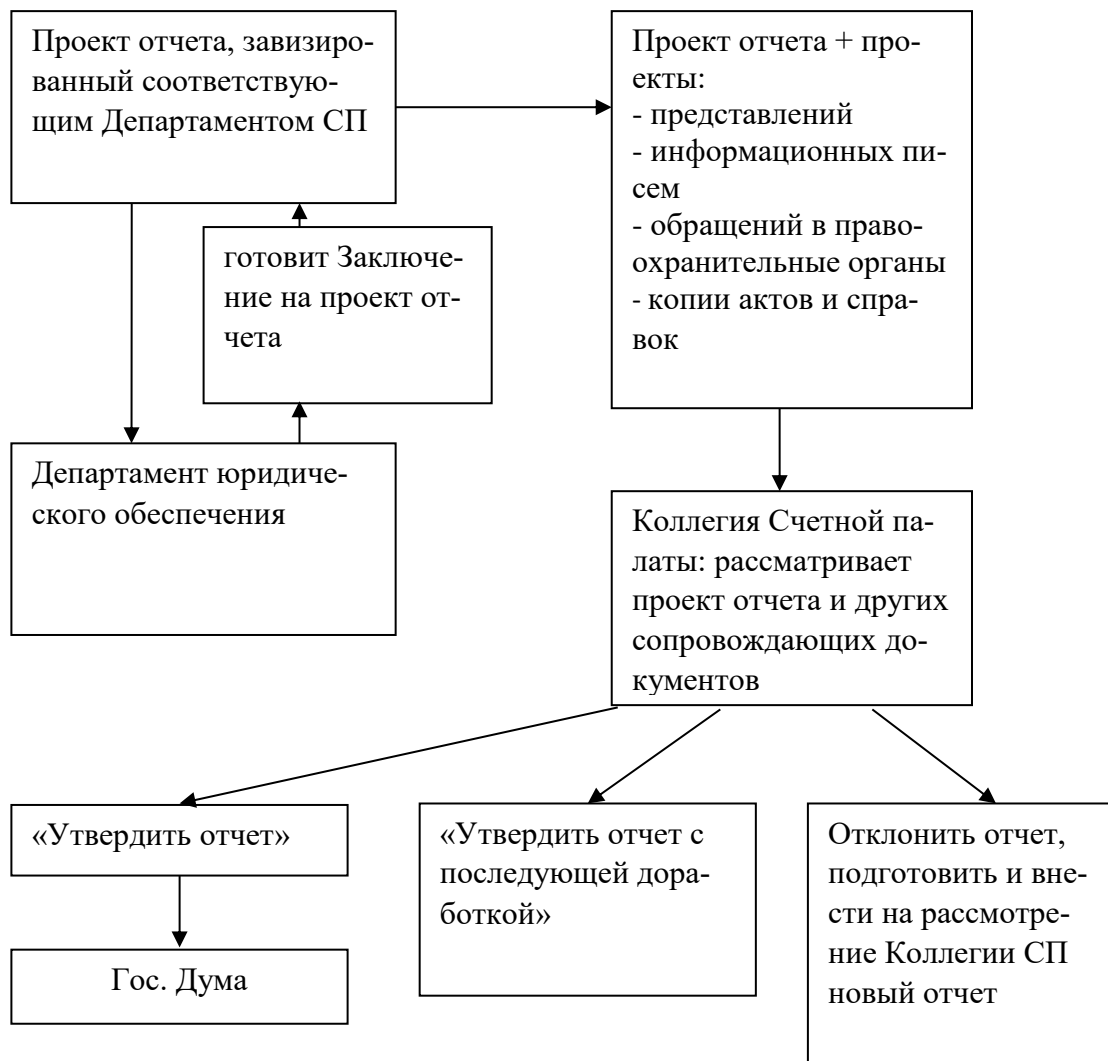 Проект отчета, завизиро-
ванный соответствую-
щим Департаментом СП
Проект отчета + про-
екты:
- представлений
- информационных пи-
сем
- обращений в право-
охранительные органы
- копии актов и спра-
вок
готовит Заключе-
ние на проект от-
чета
Департамент юридиче-
ского обеспечения
Коллегия Счетной па-
латы: рассматривает
проект отчета и других
сопровождающих до-
кументов
«Утвердить отчет»
«Утвердить отчет с
последующей дора-
боткой»
Отклонить отчет,
подготовить и вне-
сти на рассмотре-
ние Коллегии СП
новый отчет
Гос. Дума